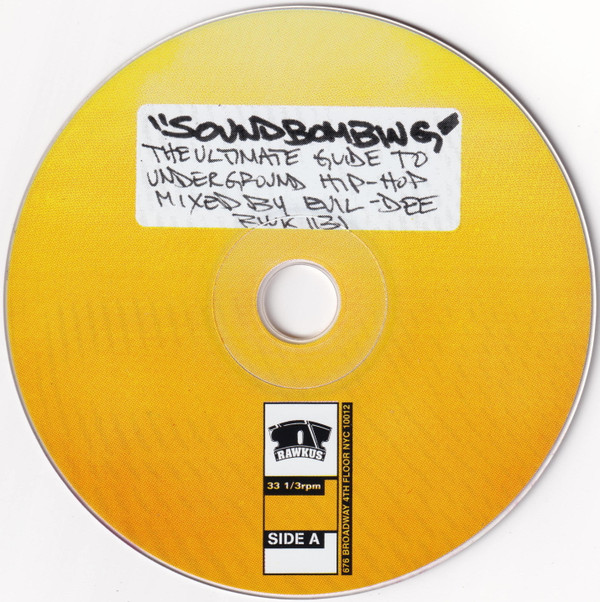 "SOUNDBOMBING"
THE ULTIMATE GUIDE TO
UNDERGROUND HIP-HOP
MIXED BY EVIL-DEE
RWK 1131
RAWKUS
33 1/3rpm
SIDE A
676 BROADWAY 4TH FLOOR NYC 10012